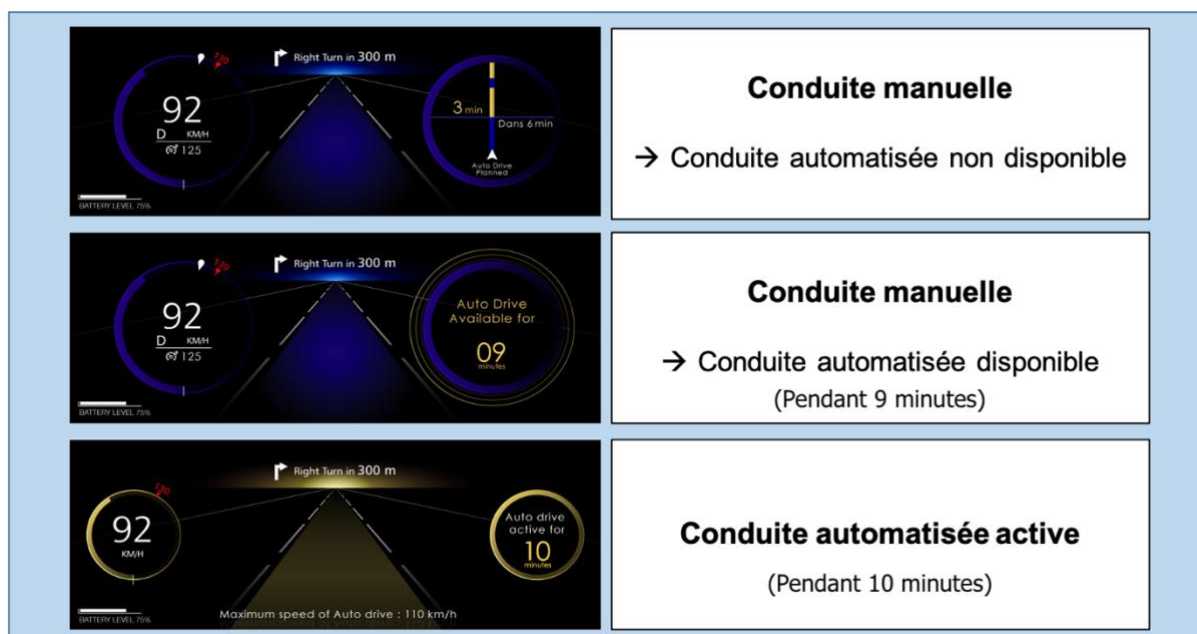 Right Turn in 300 m
130
92
D KM/H
125
BATTERY LEVEL 75%
3 min
Dans 6 min
Auto Drive
Planned
Conduite manuelle
→ Conduite automatisée non disponible
Right Turn in 300 m
130
92
D KM/H
125
BATTERY LEVEL 75%
Auto Drive
Available for
09
minutes
Conduite manuelle
→ Conduite automatisée disponible
(Pendant 9 minutes)
Right Turn in 300 m
130
92
KM/H
BATTERY LEVEL 75%
Auto drive
active for
10
minutes
Maximum speed of Auto drive : 110 km/h
Conduite automatisée active
(Pendant 10 minutes)